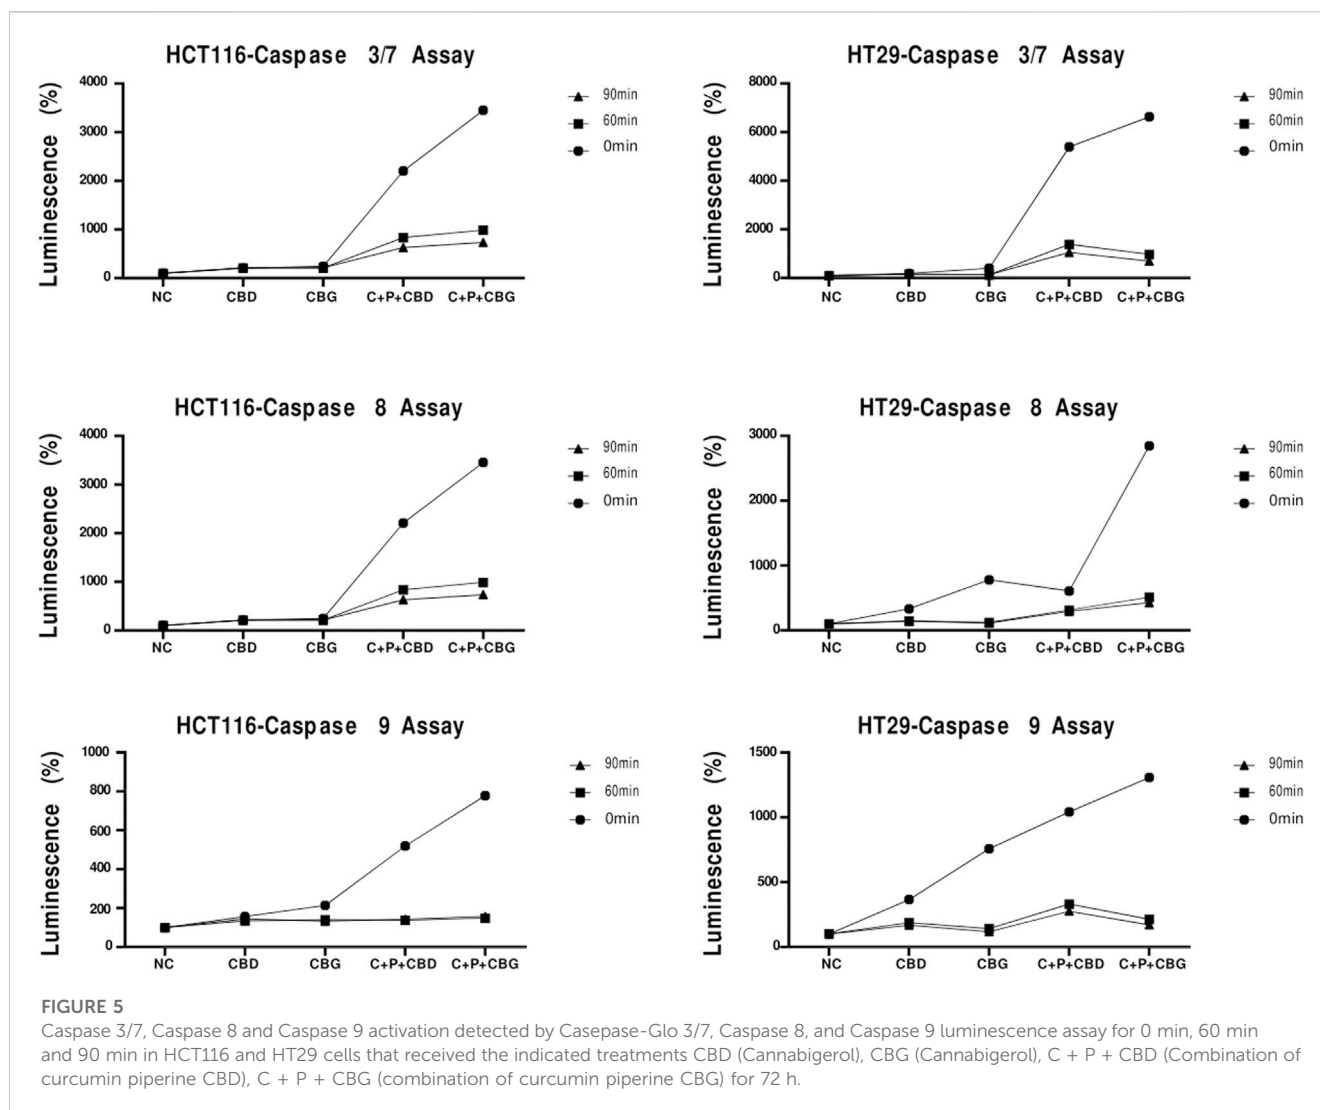 HCT116-Caspase 3/7 Assay
Luminescence (%)
4000
3000
2000
1000
0
NC CBD CBG C+P+CBD C+P+CBG
90min
60min
0min
HT29-Caspase 3/7 Assay
Luminescence (%)
8000
6000
4000
2000
0
NC CBD CBG C+P+CBD C+P+CBG
90min
60min
0min
HCT116-Caspase 8 Assay
Luminescence (%)
4000
3000
2000
1000
0
NC CBD CBG C+P+CBD C+P+CBG
90min
60min
0min
HT29-Caspase 8 Assay
Luminescence (%)
3000
2000
1000
0
NC CBD CBG C+P+CBD C+P+CBG
90min
60min
0min
HCT116-Caspase 9 Assay
Luminescence (%)
1000
800
600
400
200
0
NC CBD CBG C+P+CBD C+P+CBG
90min
60min
0min
HT29-Caspase 9 Assay
Luminescence (%)
1500
1000
500
0
NC CBD CBG C+P+CBD C+P+CBG
90min
60min
0min
FIGURE 5
Caspase 3/7, Caspase 8 and Caspase 9 activation detected by Casepase-Glo 3/7, Caspase 8, and Caspase 9 luminescence assay for 0 min, 60 min
and 90 min in HCT116 and HT29 cells that received the indicated treatments CBD (Cannabigerol), CBG (Cannabigerol), C + P + CBD (Combination of
curcumin piperine CBD), C + P + CBG (combination of curcumin piperine CBG) for 72 h.